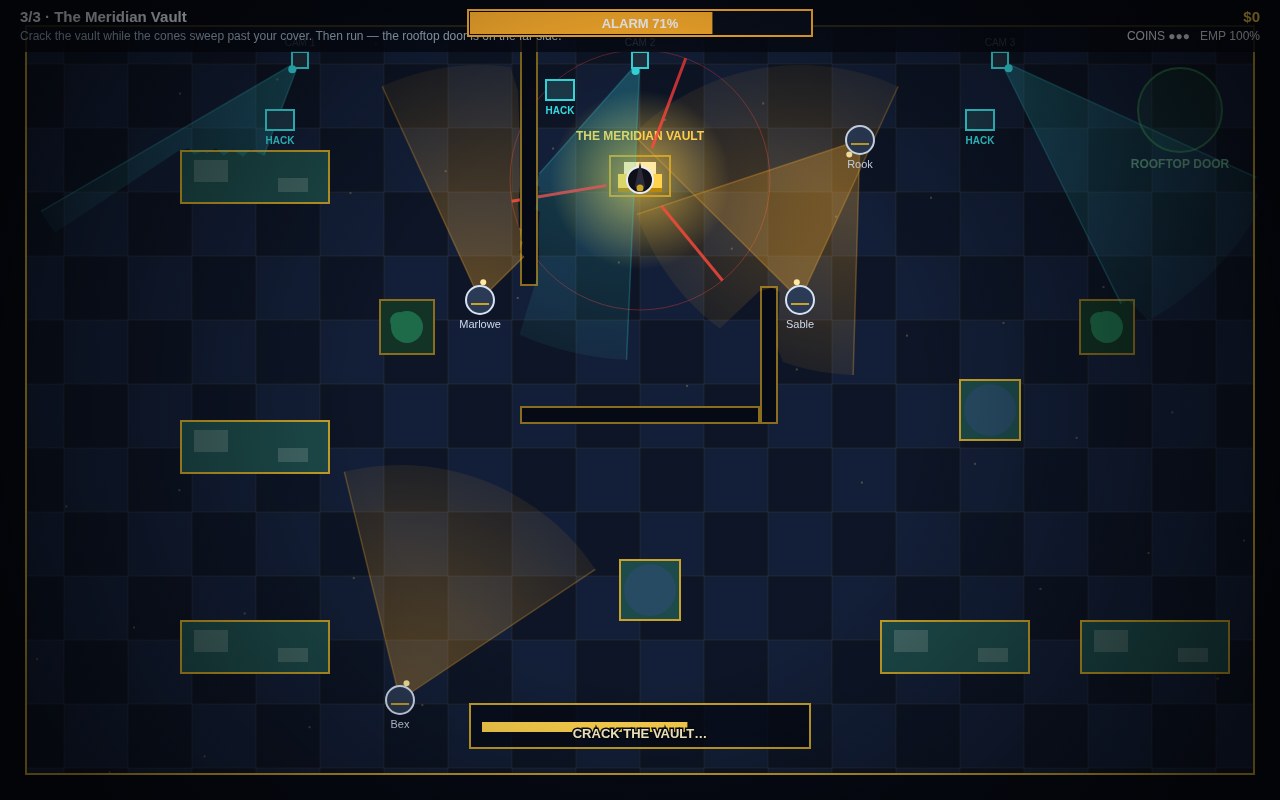 3/3 · The Meridian Vault
ALARM 71%
$0
Crack the vault while the cones sweep past your cover. Then run — the rooftop door is on the far side.
COINS ●●● EMP 100%
CAM 1
CAM 2
CAM 3
HACK
HACK
HACK
THE MERIDIAN VAULT
Rook
ROOFTOP DOOR
Marlowe
Sable
Bex
CRACK THE VAULT…